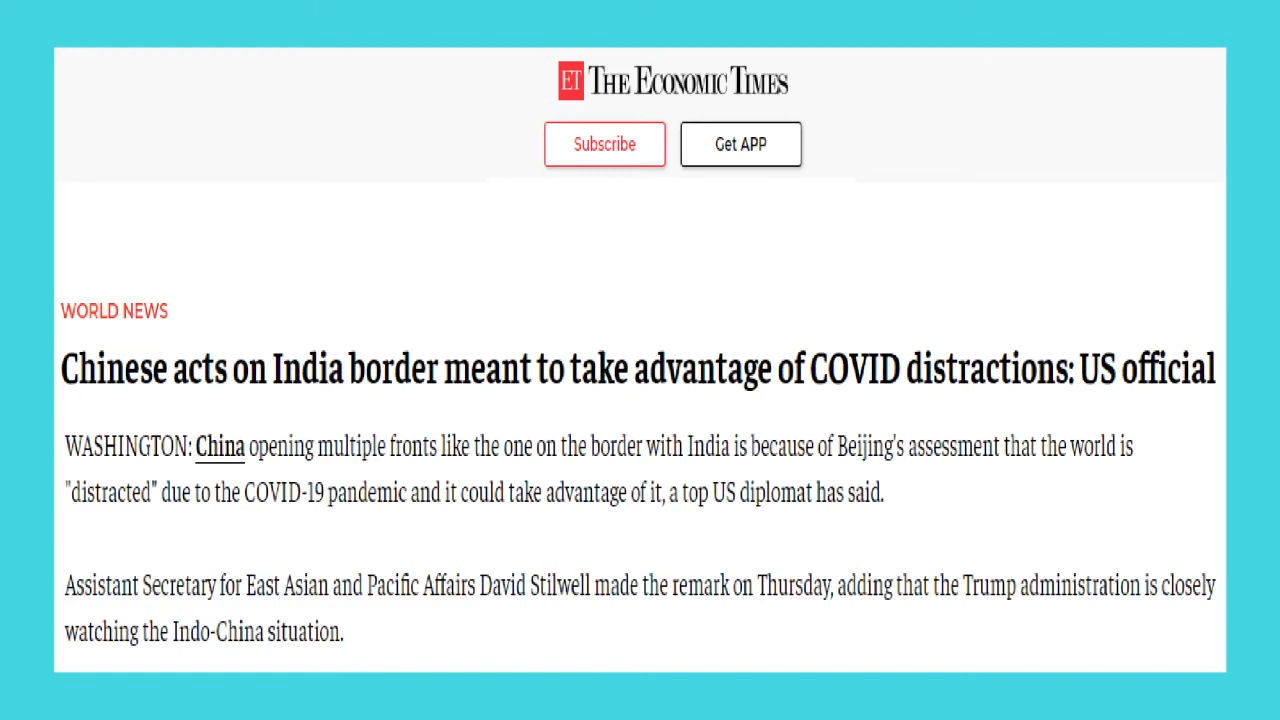 ET THE ECONOMIC TIMES
Subscribe Get APP
WORLD NEWS
Chinese acts on India border meant to take advantage of COVID distractions: US official
WASHINGTON: China opening multiple fronts like the one on the border with India is because of Beijing's assessment that the world is
"distracted" due to the COVID-19 pandemic and it could take advantage of it, a top US diplomat has said.
Assistant Secretary for East Asian and Pacific Affairs David Stilwell made the remark on Thursday, adding that the Trump administration is closely
watching the Indo-China situation.